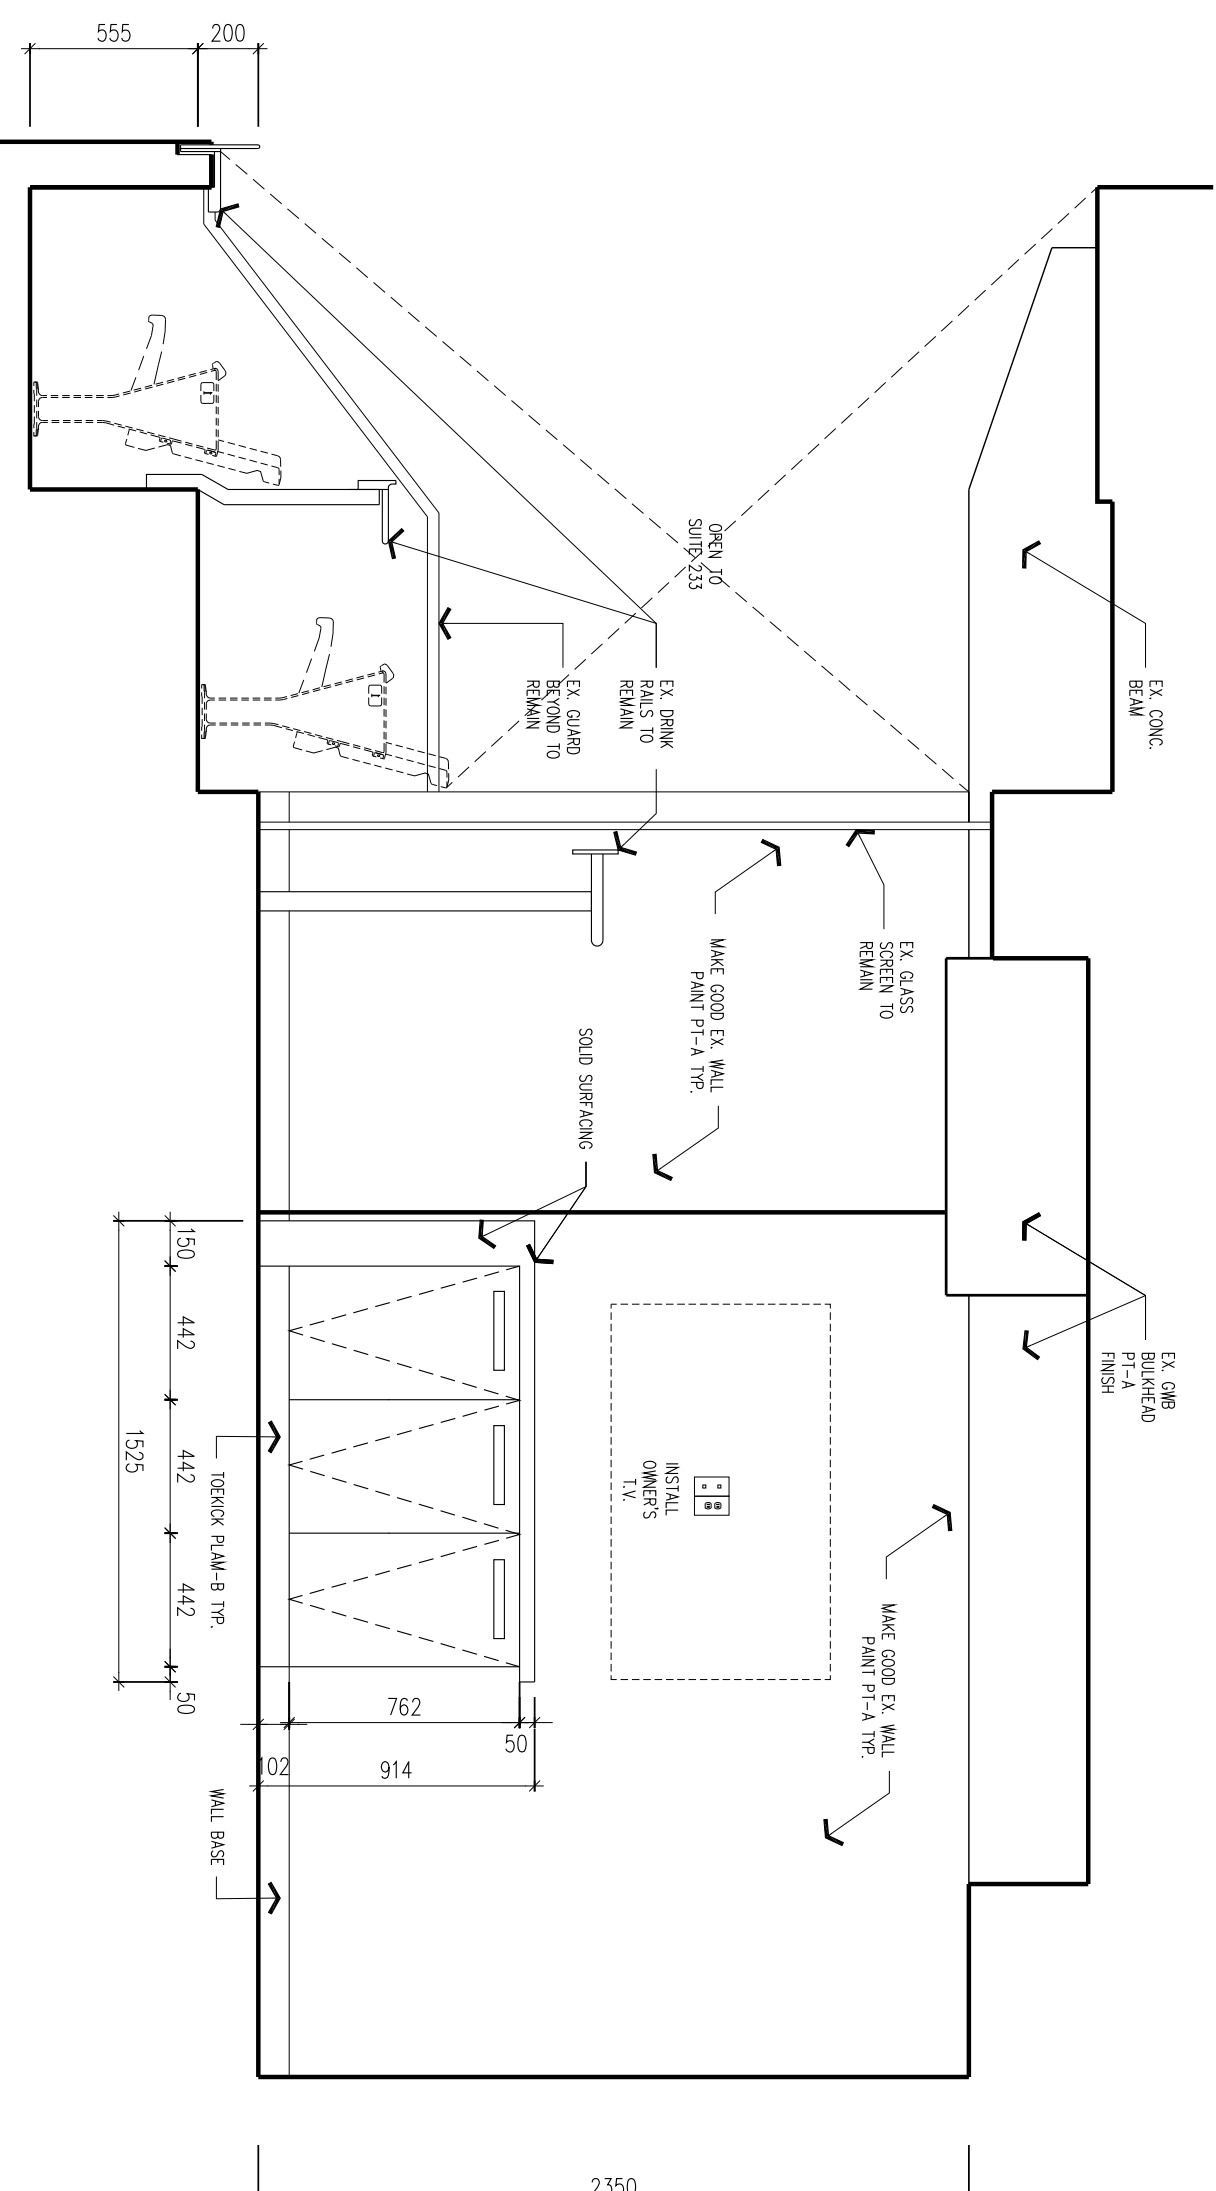 555
200
OPEN TO
SUITE 233
EX. CONC.
BEAM
EX. DRINK
RAILS TO
REMAIN
EX. GUARD
BEYOND TO
REMAIN
EX. GLASS
SCREEN TO
REMAIN
MAKE GOOD EX. WALL
PAINT PT-A TYP.
SOLID SURFACING
EX. GWB
BULKHEAD
PT-A
FINISH
150
442
442
442
50
1525
INSTALL
OWNER'S
T.V.
TOEKICK PLAM-B TYP.
MAKE GOOD EX. WALL
PAINT PT-A TYP.
762
50
102
914
WALL BASE
2350